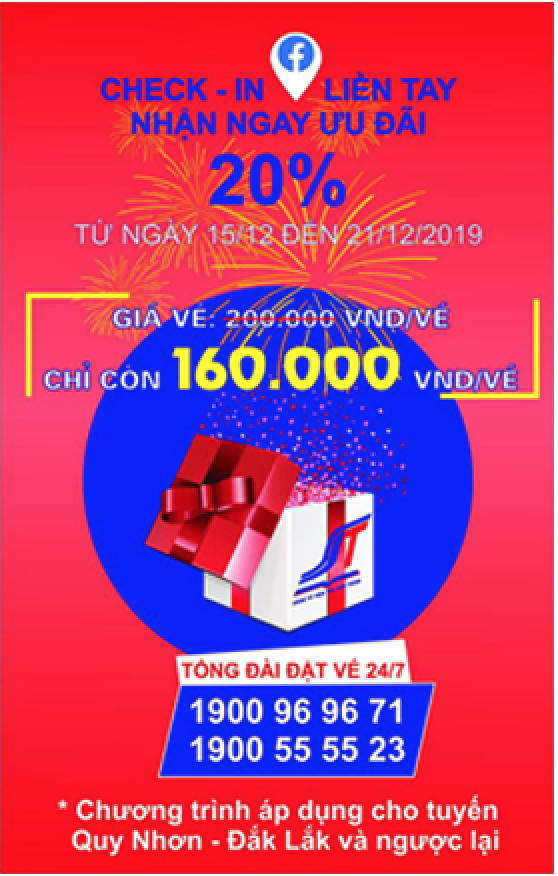 CHECK - IN LIỀN TAY
NHẬN NGAY ƯU ĐÃI
20%
TỪ NGÀY 15/12 ĐẾN 21/12/2019
GIÁ VÉ: 200.000 VND/VÉ
CHỈ CÒN 160.000 VND/VÉ
TỔNG ĐÀI ĐẶT VÉ 24/7
1900 96 96 71
1900 55 55 23
* Chương trình áp dụng cho tuyến
Quy Nhơn - Đắk Lắk và ngược lại